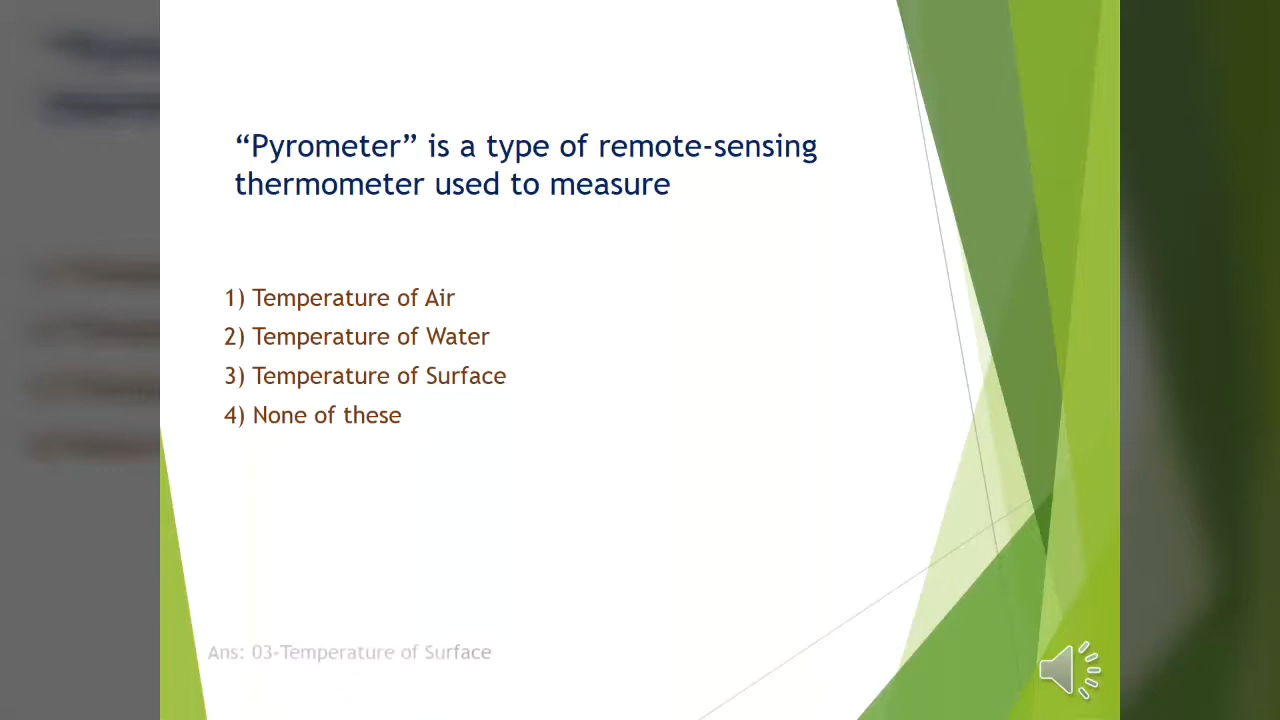 “Pyrometer” is a type of remote-sensing
thermometer used to measure
1) Temperature of Air
2) Temperature of Water
3) Temperature of Surface
4) None of these
Ans: 03-Temperature of Surface